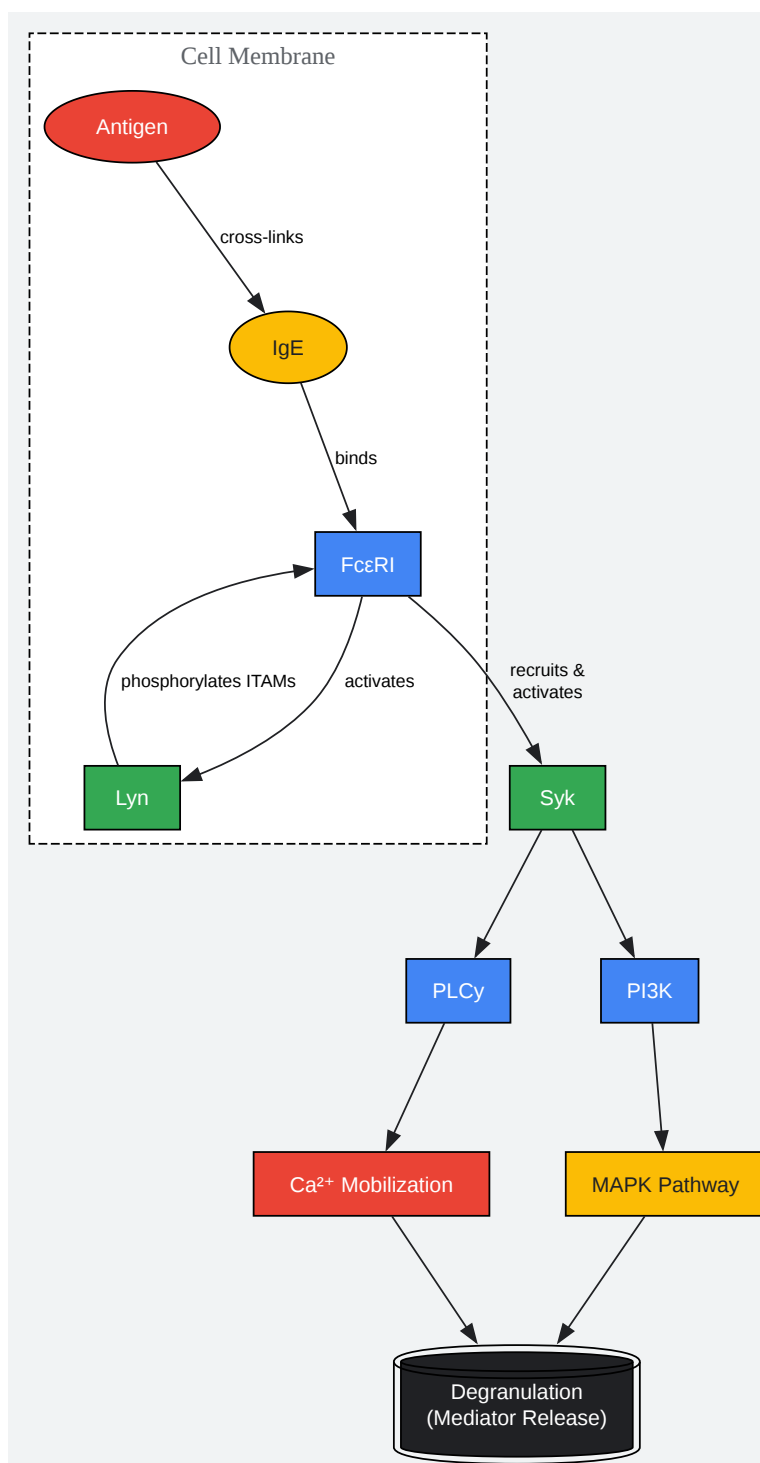 Cell Membrane
Antigen
cross-links
IgE
binds
FcεRI
phosphorylates ITAMs
activates
recruits &
activates
Lyn
Syk
PLCy
PI3K
Ca²⁺ Mobilization
MAPK Pathway
Degranulation
(Mediator Release)